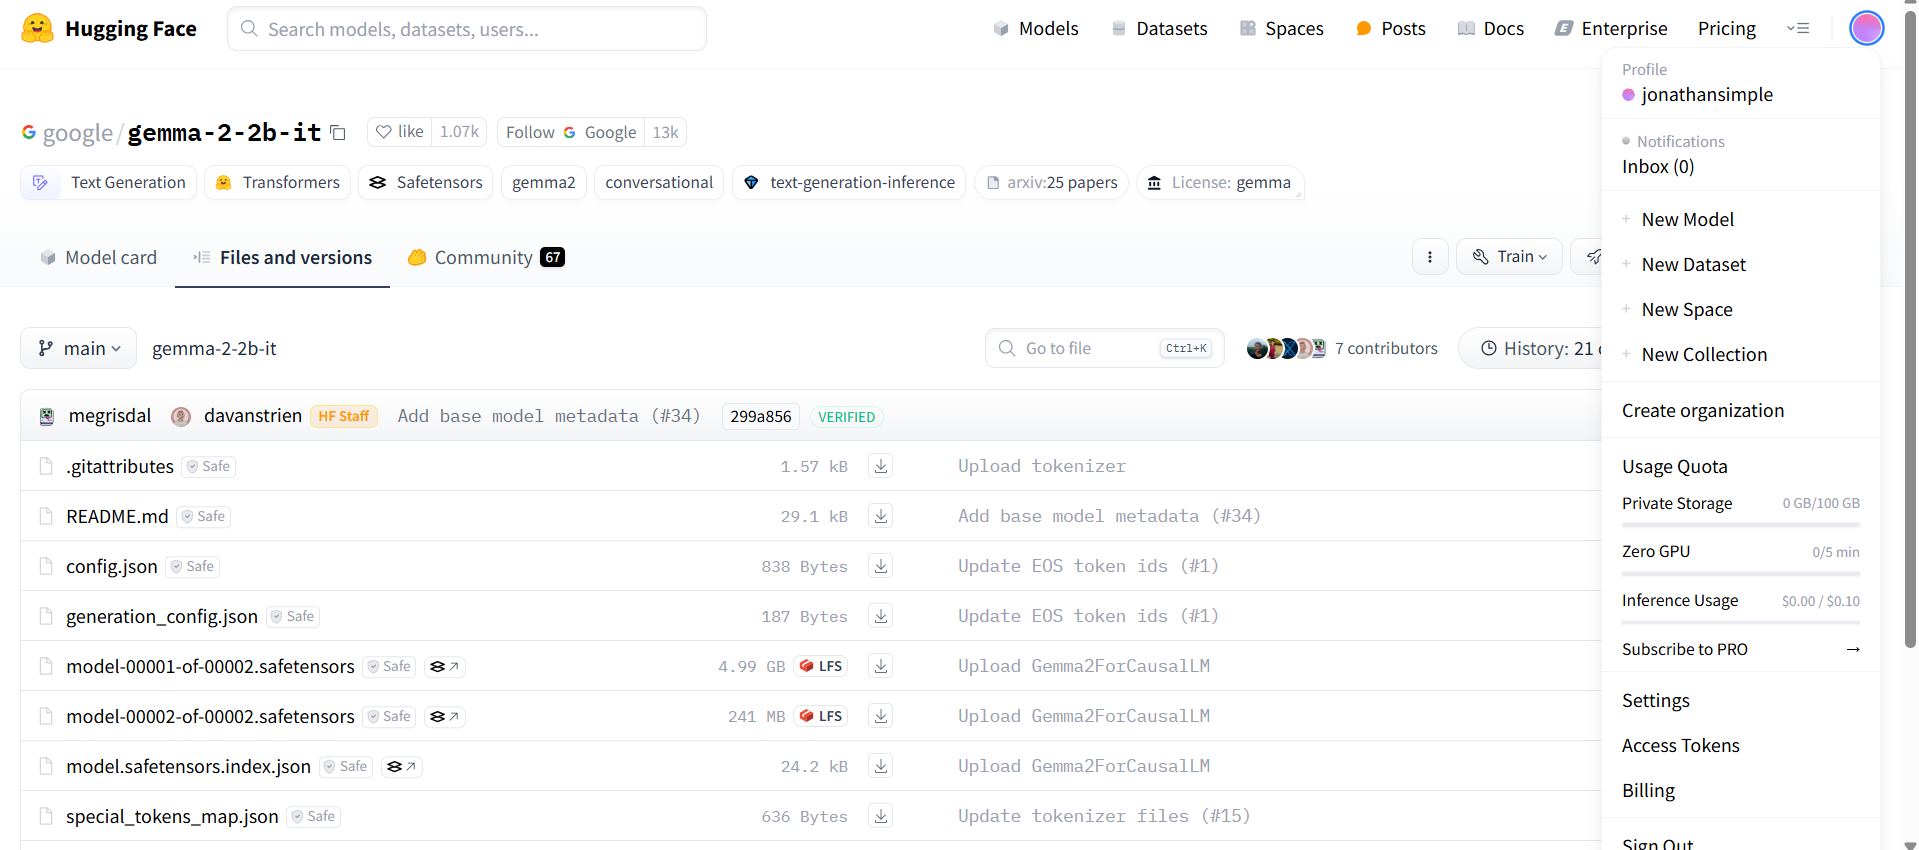 Hugging Face
Search models, datasets, users...
Models
Datasets
Spaces
Posts
Docs
Enterprise
Pricing
google/gemma-2-2b-it
like 1.07k
Follow Google 13k
Text Generation
Transformers
Safetensors
gemma2
conversational
text-generation-inference
arxiv:25 papers
License: gemma
Model card
Files and versions
Community 67
Train
main
gemma-2-2b-it
Go to file Ctrl+K
7 contributors
History: 21
megrisdal davanstrien HF Staff Add base model metadata (#34) 299a856 VERIFIED
.gitattributes Safe 1.57 kB Upload tokenizer
README.md Safe 29.1 kB Add base model metadata (#34)
config.json Safe 838 Bytes Update EOS token ids (#1)
generation_config.json Safe 187 Bytes Update EOS token ids (#1)
model-00001-of-00002.safetensors Safe 4.99 GB LFS Upload Gemma2ForCausalLM
model-00002-of-00002.safetensors Safe 241 MB LFS Upload Gemma2ForCausalLM
model.safetensors.index.json Safe 24.2 kB Upload Gemma2ForCausalLM
special_tokens_map.json Safe 636 Bytes Update tokenizer files (#15)
Profile
jonathansimple
Notifications
Inbox (0)
New Model
New Dataset
New Space
New Collection
Create organization
Usage Quota
Private Storage 0 GB/100 GB
Zero GPU 0/5 min
Inference Usage $0.00 / $0.10
Subscribe to PRO →
Settings
Access Tokens
Billing
Sign Out